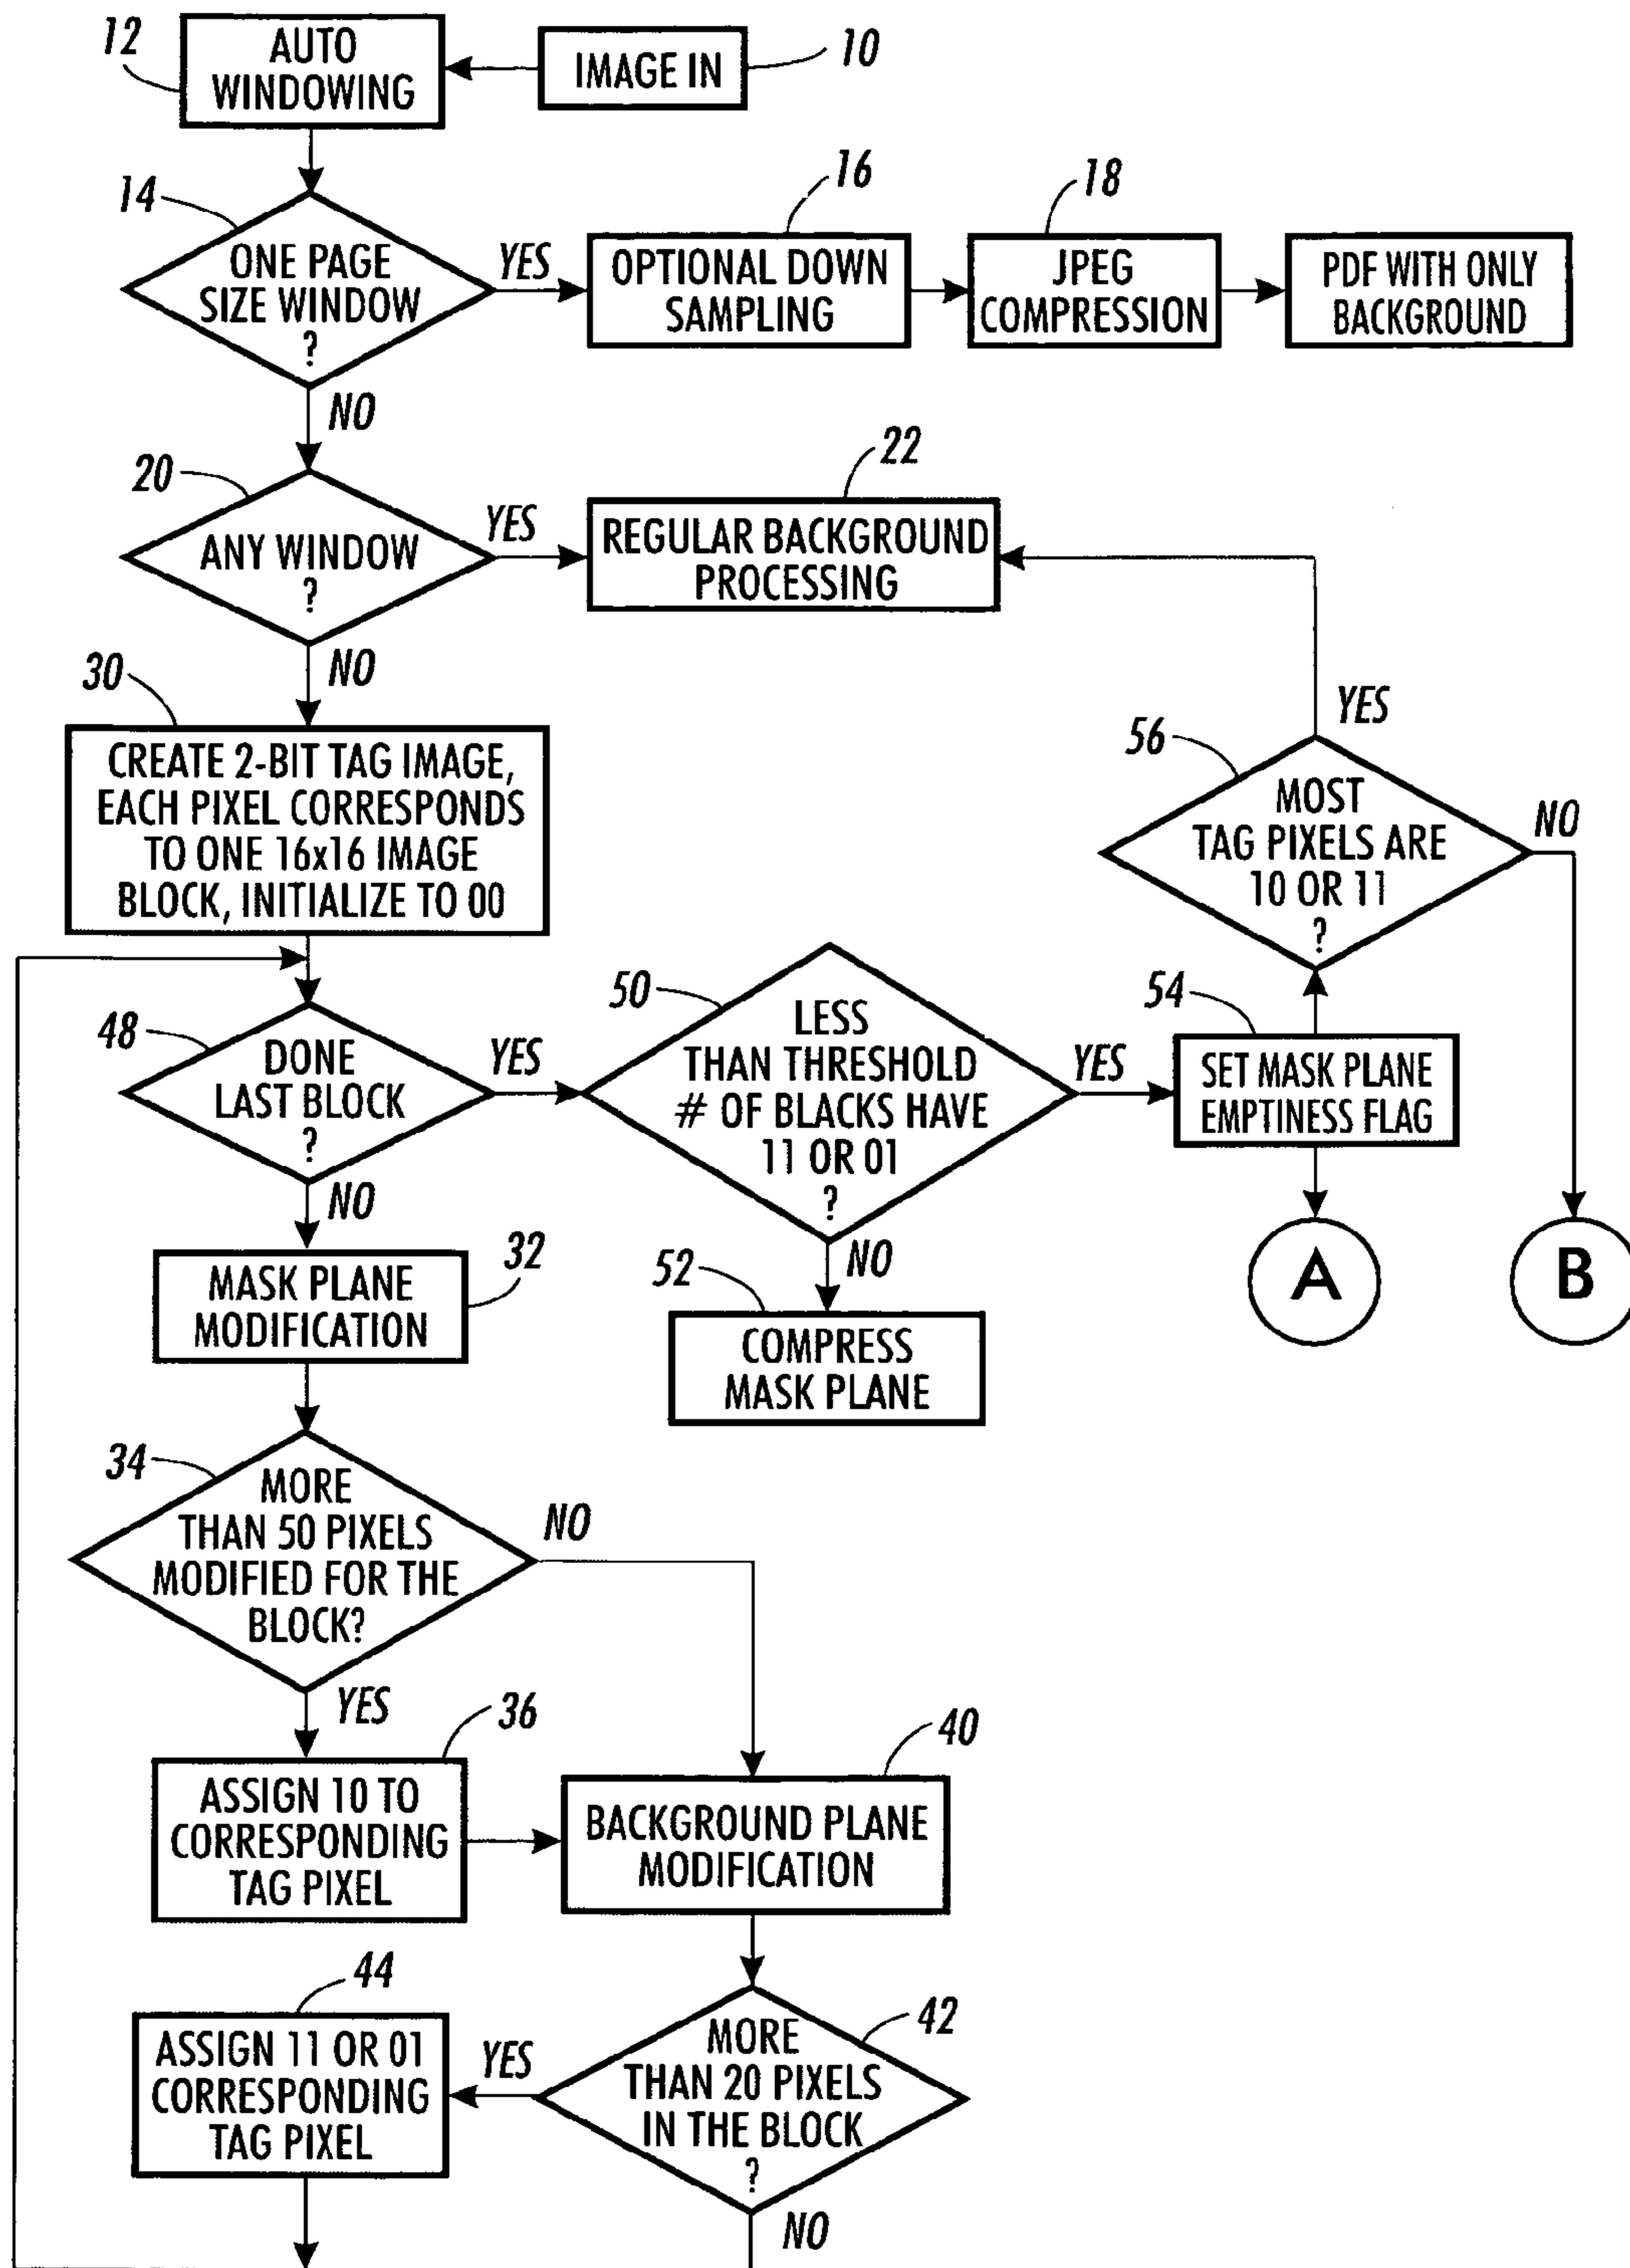 12
AUTO
WINDOWING
IMAGE IN
10
14
ONE PAGE
SIZE WINDOW
?
YES
16
OPTIONAL DOWN
SAMPLING
18
JPEG
COMPRESSION
PDF WITH ONLY
BACKGROUND
NO
20
ANY WINDOW
?
YES
22
REGULAR BACKGROUND
PROCESSING
NO
30
CREATE 2-BIT TAG IMAGE,
EACH PIXEL CORRESPONDS
TO ONE 16x16 IMAGE
BLOCK, INITIALIZE TO 00
YES
56
MOST
TAG PIXELS ARE
10 OR 11
?
NO
48
DONE
LAST BLOCK
?
YES
50
LESS
THAN THRESHOLD
# OF BLACKS HAVE
11 OR 01
?
YES
54
SET MASK PLANE
EMPTINESS FLAG
A
B
NO
52
COMPRESS
MASK PLANE
NO
32
MASK PLANE
MODIFICATION
34
MORE
THAN 50 PIXELS
MODIFIED FOR THE
BLOCK?
NO
YES
36
ASSIGN 10 TO
CORRESPONDING
TAG PIXEL
40
BACKGROUND PLANE
MODIFICATION
44
ASSIGN 11 OR 01
CORRESPONDING
TAG PIXEL
YES
42
MORE
THAN 20 PIXELS
IN THE BLOCK
?
NO